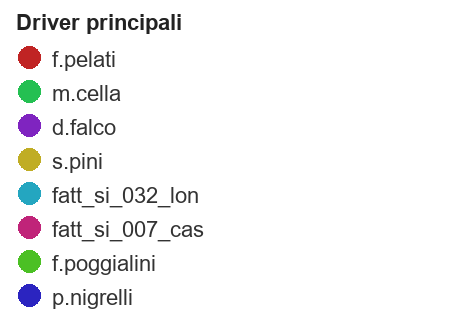 Driver principali
f.pelati
m.cella
d.falco
s.pini
fatt_si_032_lon
fatt_si_007_cas
f.poggialini
p.nigrelli